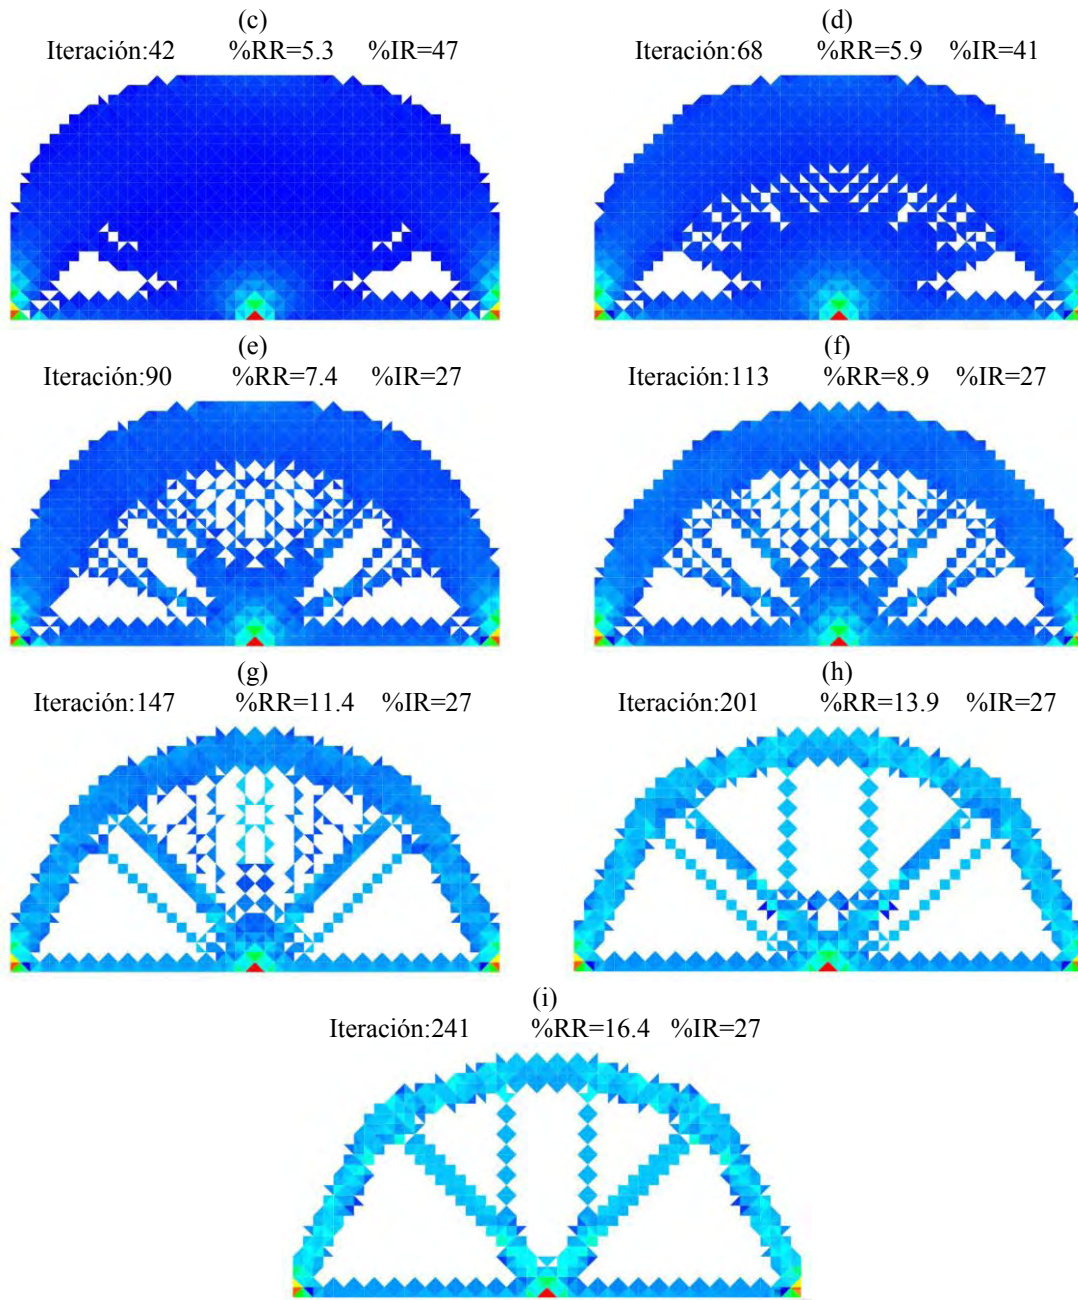 (c)
Iteración:42 %RR=5.3 %IR=47
(d)
Iteración:68 %RR=5.9 %IR=41
(e)
Iteración:90 %RR=7.4 %IR=27
(f)
Iteración:113 %RR=8.9 %IR=27
(g)
Iteración:147 %RR=11.4 %IR=27
(h)
Iteración:201 %RR=13.9 %IR=27
(i)
Iteración:241 %RR=16.4 %IR=27